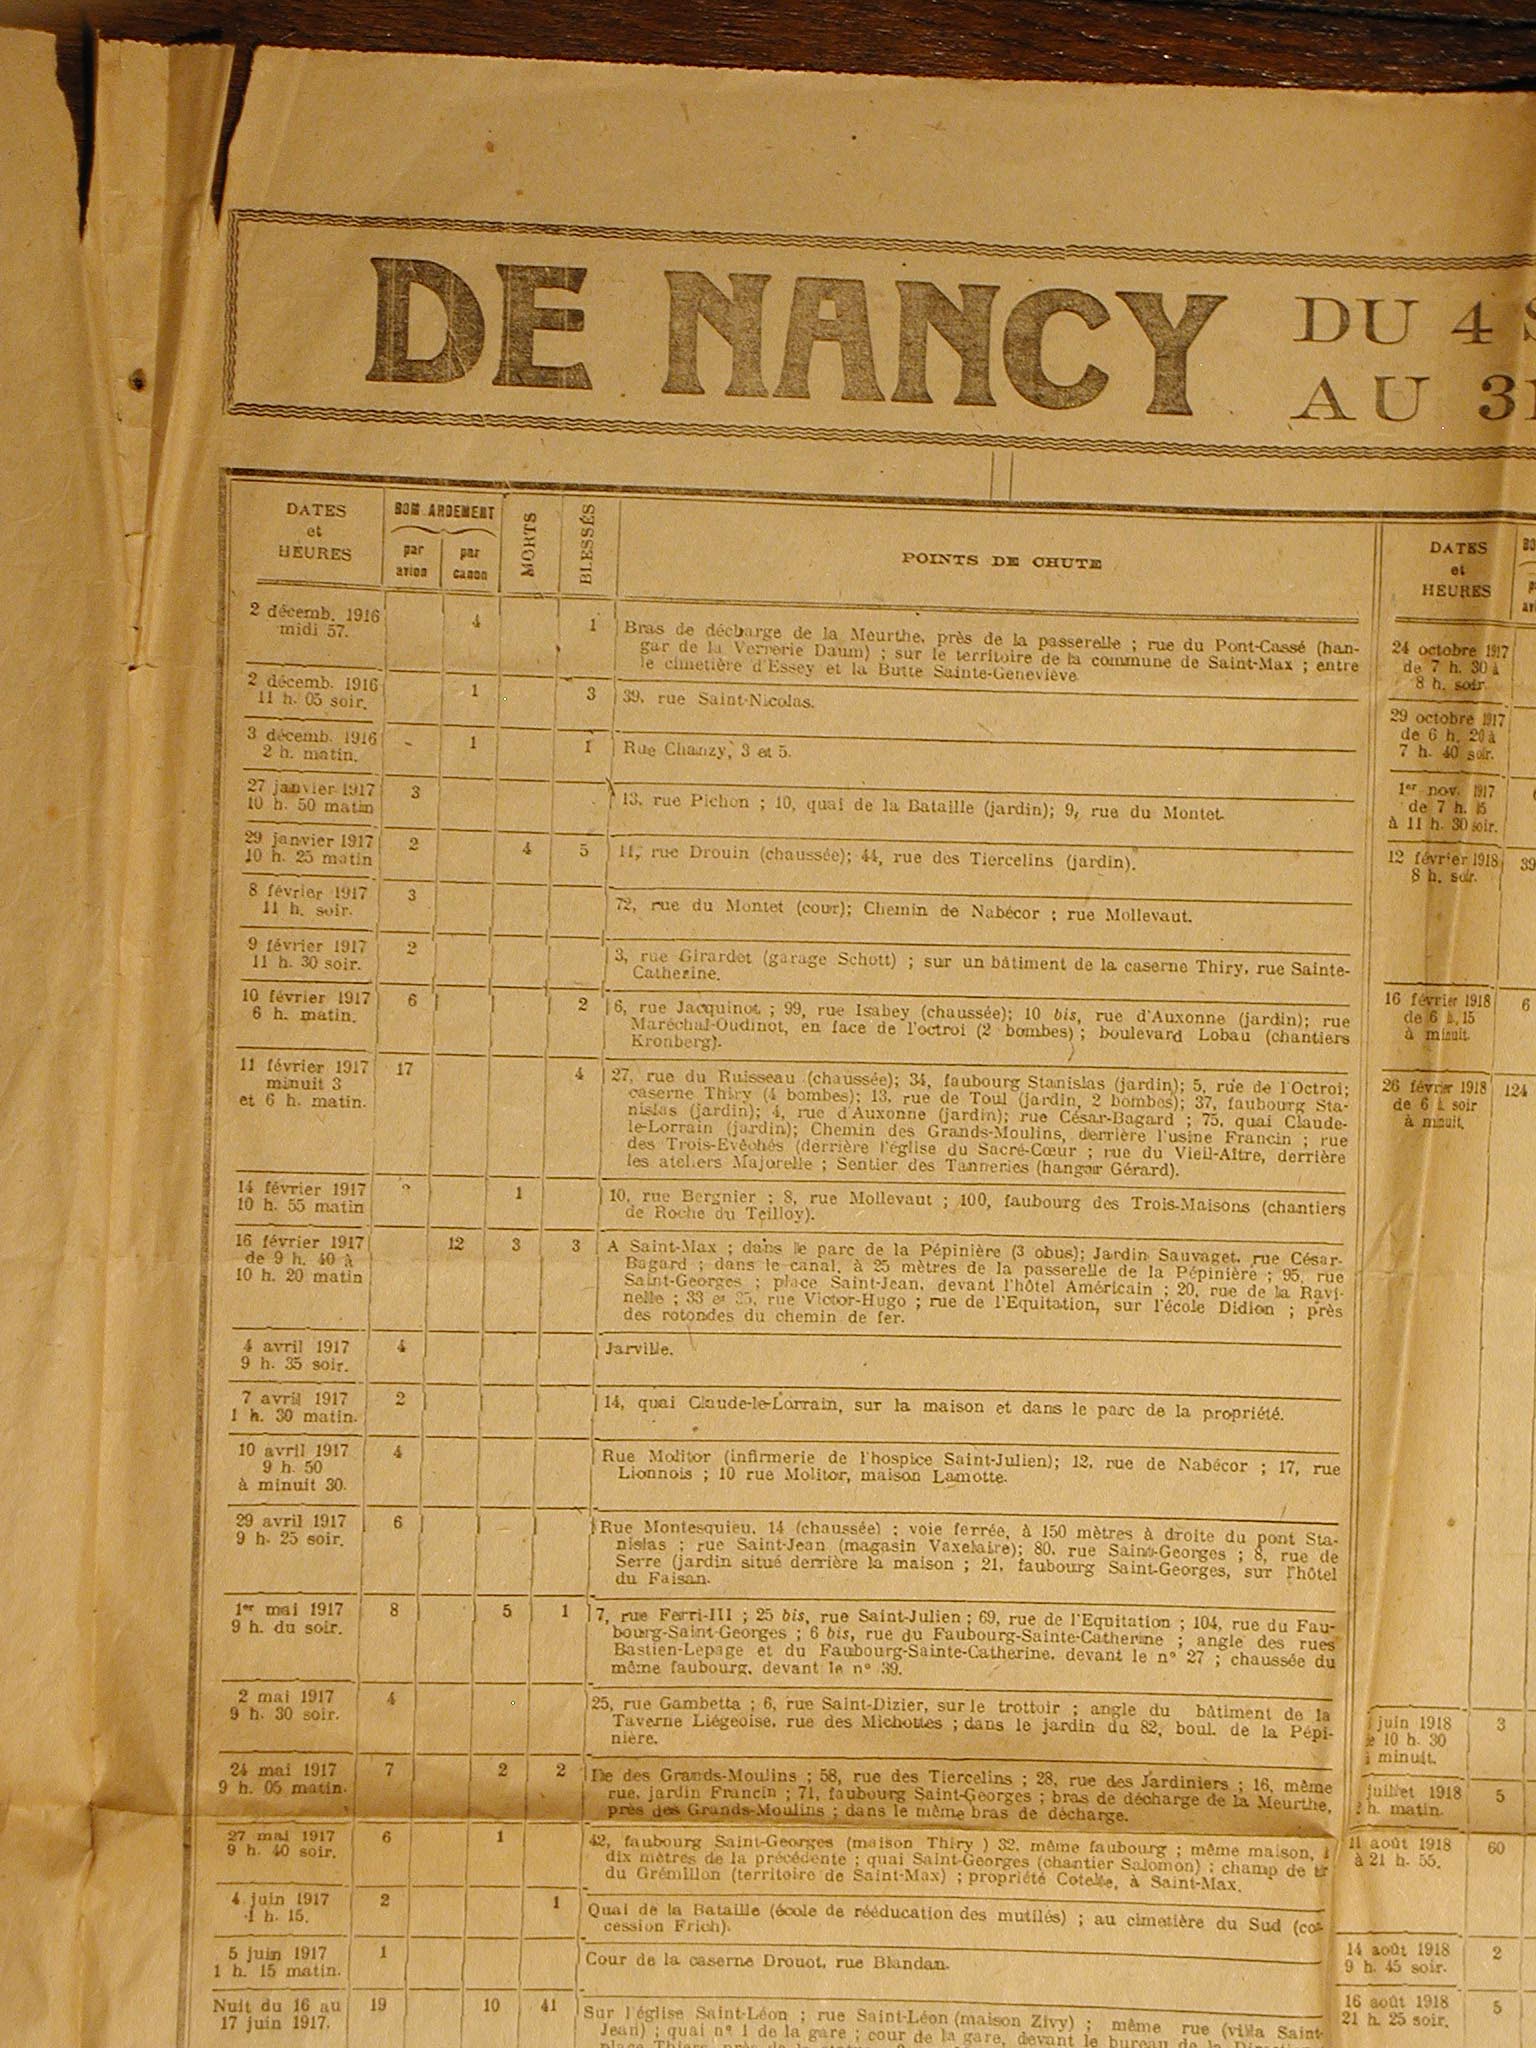 DE NANCY
DU 4
AU
DATES
et
HEURES
BOM ARDEMENT
par
avion
par
canon
MORTS
BLESSÉS
POINTS DE CHUTE
2 décemb. 1916
midi 57.
4
1
Bras de décharge de la Meurthe, près de la passerelle ; rue du Pont-Cassé (han-
gar de la Verrerie Daum) ; sur le territoire de la commune de Saint-Max ; entre
le cimetière d'Essey et la Butte Sainte-Geneviève
2 décemb. 1916
11 h. 05 soir.
1
3
39, rue Saint-Nicolas.
3 décemb. 1916
2 h. matin.
1
1
Rue Chanzy, 3 et 5.
27 janvier 1917
10 h. 50 matin
3
13, rue Pichon ; 10, quai de la Bataille (jardin); 9, rue du Montet.
29 janvier 1917
10 h. 25 matin
2
4
5
11, rue Drouin (chaussée); 44, rue des Tiercelins (jardin).
8 février 1917
11 h. soir.
3
72, rue du Montet (cour); Chemin de Nabécor ; rue Mollevaut.
9 février 1917
11 h. 30 soir.
2
3, rue Girardet (garage Schott) ; sur un bâtiment de la caserne Thiry, rue Sainte-
Catherine.
10 février 1917
6 h. matin.
6
2
6, rue Jacquinot ; 99, rue Isabey (chaussée); 10 bis, rue d'Auxonne (jardin); rue
Maréchal-Oudinot, en face de l'octroi (2 bombes) ; boulevard Lobau (chantiers
Kronberg).
11 février 1917
minuit 3
et 6 h. matin.
17
4
27, rue du Ruisseau (chaussée); 34, faubourg Stanislas (jardin); 5, rue de l'Octroi;
caserne Thiry (4 bombes); 13, rue de Toul (jardin, 2 bombes); 37, faubourg Sta-
nislas (jardin); 4, rue d'Auxonne (jardin); rue César-Bagard ; 75, quai Claude-
le-Lorrain (jardin); Chemin des Grands-Moulins, derrière l'usine Francin ; rue
des Trois-Evêchés (derrière l'église du Sacré-Cœur ; rue du Vieil-Aître, derrière
les ateliers Majorelle ; Sentier des Tanneries (hangar Gérard).
14 février 1917
10 h. 55 matin
1
10, rue Bergnier ; 8, rue Mollevaut ; 100, faubourg des Trois-Maisons (chantiers
de Roche du Teilloy).
16 février 1917
de 9 h. 40 à
10 h. 20 matin
12
3
3
A Saint-Max ; dans le parc de la Pépinière (3 obus); Jardin Sauvaget, rue César-
Bagard ; dans le canal, à 25 mètres de la passerelle de la Pépinière ; 95, rue
Saint-Georges ; place Saint-Jean, devant l'hôtel Américain ; 20, rue de la Ravi-
nelle ; 33 et 35, rue Victor-Hugo ; rue de l'Equitation, sur l'école Didion ; près
des rotondes du chemin de fer.
4 avril 1917
9 h. 35 soir.
4
Jarville.
7 avril 1917
1 h. 30 matin.
2
14, quai Claude-le-Lorrain, sur la maison et dans le parc de la propriété.
10 avril 1917
9 h. 50
à minuit 30.
4
Rue Molitor (infirmerie de l'hospice Saint-Julien); 12, rue de Nabécor ; 17, rue
Lionnois ; 10 rue Molitor, maison Lamotte.
29 avril 1917
9 h. 25 soir.
6
Rue Montesquieu, 14 (chaussée) ; voie ferrée, à 150 mètres à droite du pont Sta-
nislas ; rue Saint-Jean (magasin Vaxelaire); 80, rue Saint-Georges ; 8, rue de
Serre (jardin situé derrière la maison ; 21, faubourg Saint-Georges, sur l'hôtel
du Faisan.
1er mai 1917
9 h. du soir.
8
5
1
7, rue Ferri-III ; 25 bis, rue Saint-Julien ; 69, rue de l'Equitation ; 104, rue du Fau-
bourg-Saint-Georges ; 6 bis, rue du Faubourg-Sainte-Catherine ; angle des rues
Bastien-Lepage et du Faubourg-Sainte-Catherine, devant le n° 27 ; chaussée du
même faubourg, devant le n° 39.
2 mai 1917
9 h. 30 soir.
4
25, rue Gambetta ; 6, rue Saint-Dizier, sur le trottoir ; angle du bâtiment de la
Taverne Liégeoise, rue des Michottes ; dans le jardin du 82, boul. de la Pépi-
nière.
24 mai 1917
9 h. 05 matin.
7
2
2
Ile des Grands-Moulins ; 58, rue des Tiercelins ; 28, rue des Jardiniers ; 16, même
rue, jardin Francin ; 71, faubourg Saint-Georges ; bras de décharge de la Meurthe,
près des Grands-Moulins ; dans le même bras de décharge.
27 mai 1917
9 h. 40 soir.
6
1
42, faubourg Saint-Georges (maison Thiry ) 32, même faubourg ; même maison, à
dix mètres de la précédente ; quai Saint-Georges (chantier Salomon) ; champ de tir
du Grémillon (territoire de Saint-Max) ; propriété Cotelle, à Saint-Max.
4 juin 1917
1 h. 15.
2
1
Quai de la Bataille (école de rééducation des mutilés) ; au cimetière du Sud (con-
cession Frich).
5 juin 1917
1 h. 15 matin.
1
Cour de la caserne Drouot, rue Blandan.
Nuit du 16 au
17 juin 1917.
19
10
41
Sur l'église Saint-Léon ; rue Saint-Léon (maison Zivy) ; même rue (villa Saint-
Jean) ; quai n° 1 de la gare ; cour de la gare, devant le bureau de la
place Thiers, près de la
DATES
et
HEURES
24 octobre 1917
de 7 h. 30 à
8 h. soir
29 octobre 1917
de 6 h. 20 à
7 h. 40 soir.
1er nov. 1917
de 7 h. 15
à 11 h. 30 soir.
12 février 1918
8 h. soir.
39
16 février 1918
de 6 h. 15
à minuit.
6
26 février 1918
de 6 h. soir
à minuit.
124
juin 1918
10 h. 30
minuit.
3
juillet 1918
h. matin.
5
11 août 1918
à 21 h. 55.
60
14 août 1918
9 h. 45 soir.
2
16 août 1918
21 h. 25 soir.
5